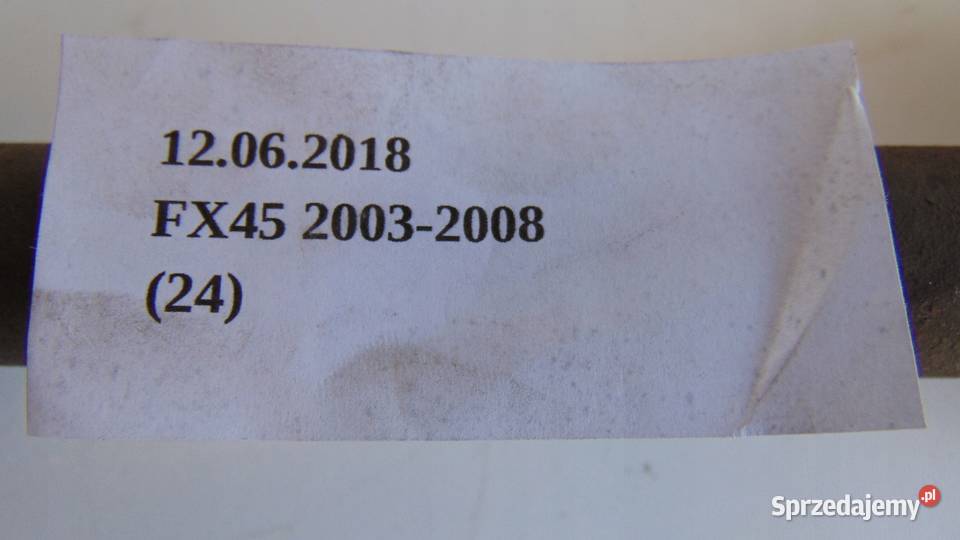 12.06.2018
FX45 2003-2008
(24)
Sprzedajemy.pl